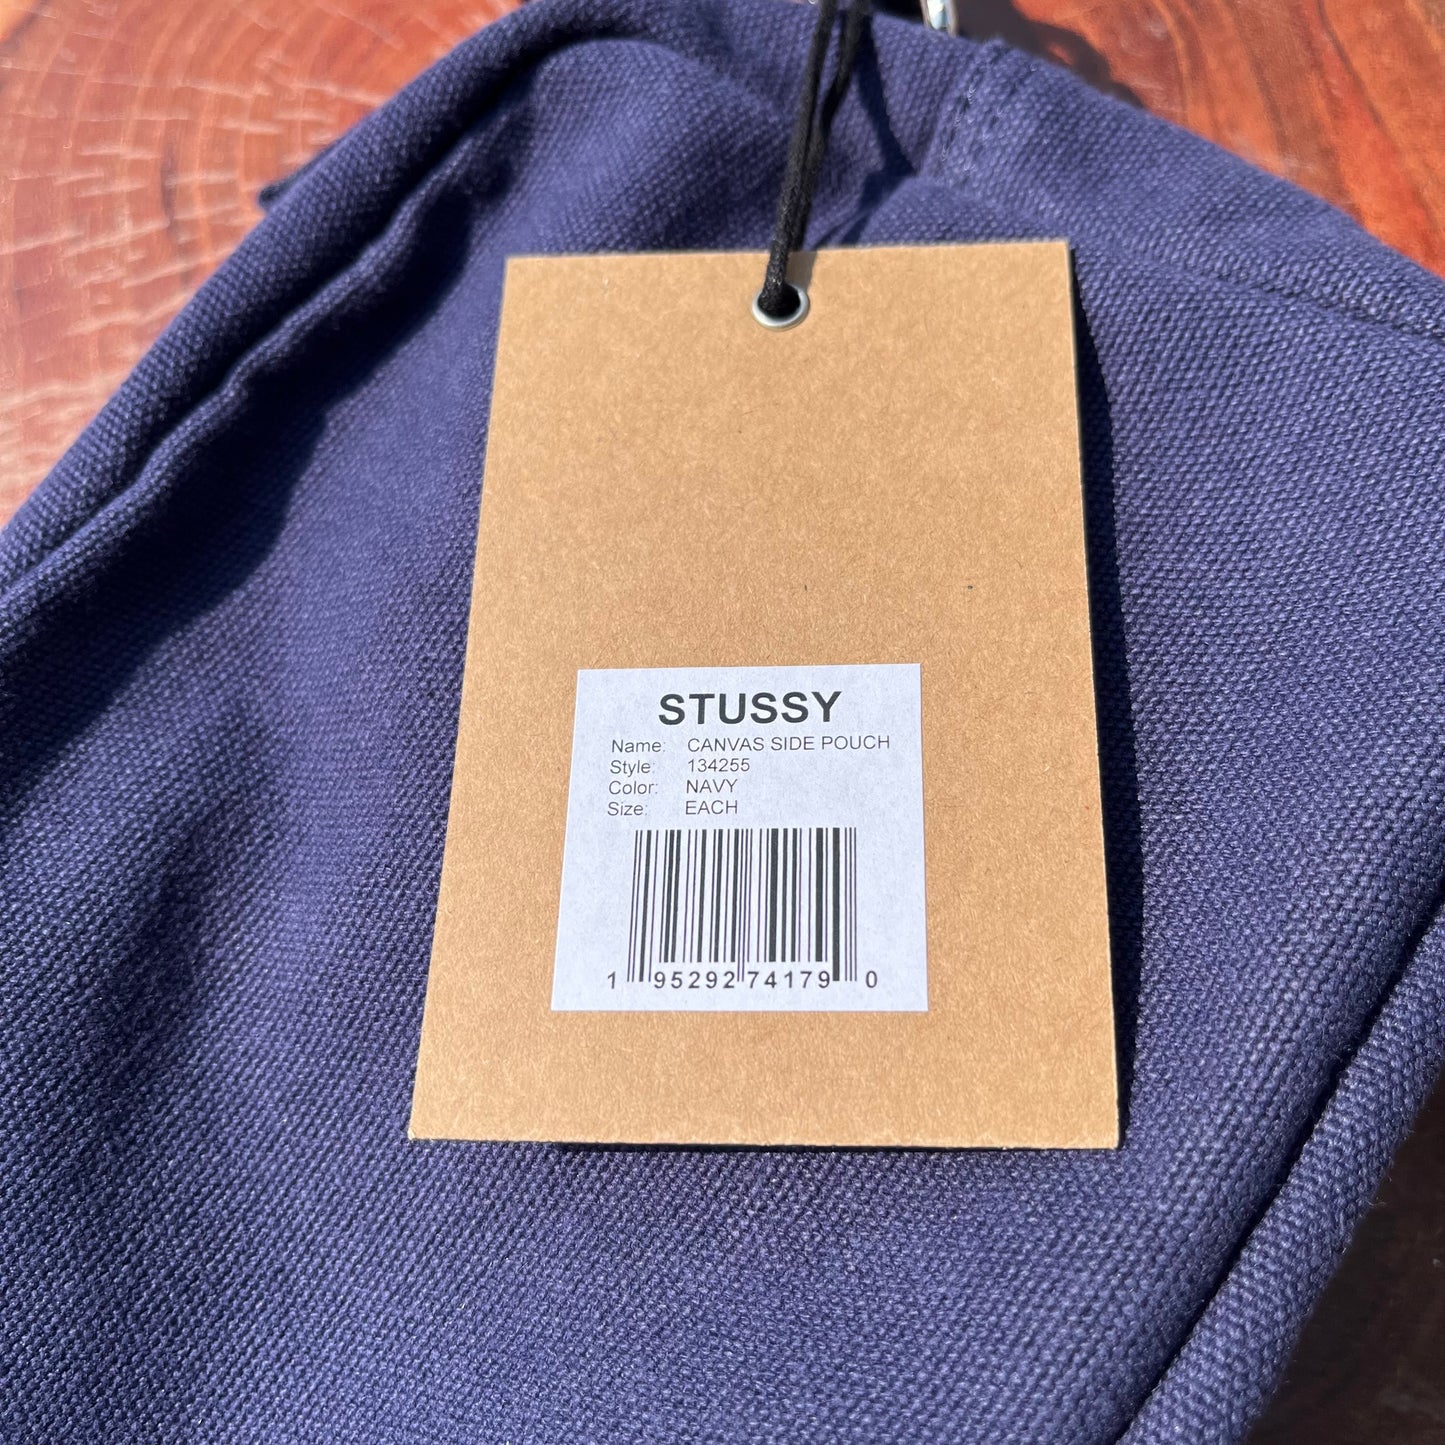 STUSSY
Name: CANVAS SIDE POUCH
Style: 134255
Color: NAVY
Size: EACH
1 95292 74179 0